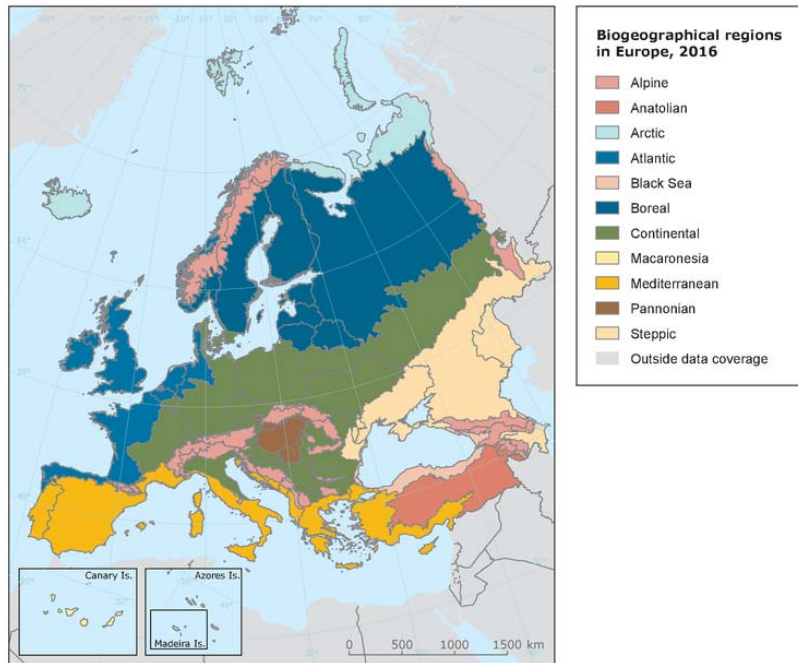 Biogeographical regions
in Europe, 2016
Alpine
Anatolian
Arctic
Atlantic
Black Sea
Boreal
Continental
Macaronesia
Mediterranean
Pannonian
Steppic
Outside data coverage
Canary Is.
Azores Is.
Madeira Is.
0 500 1000 1500 km